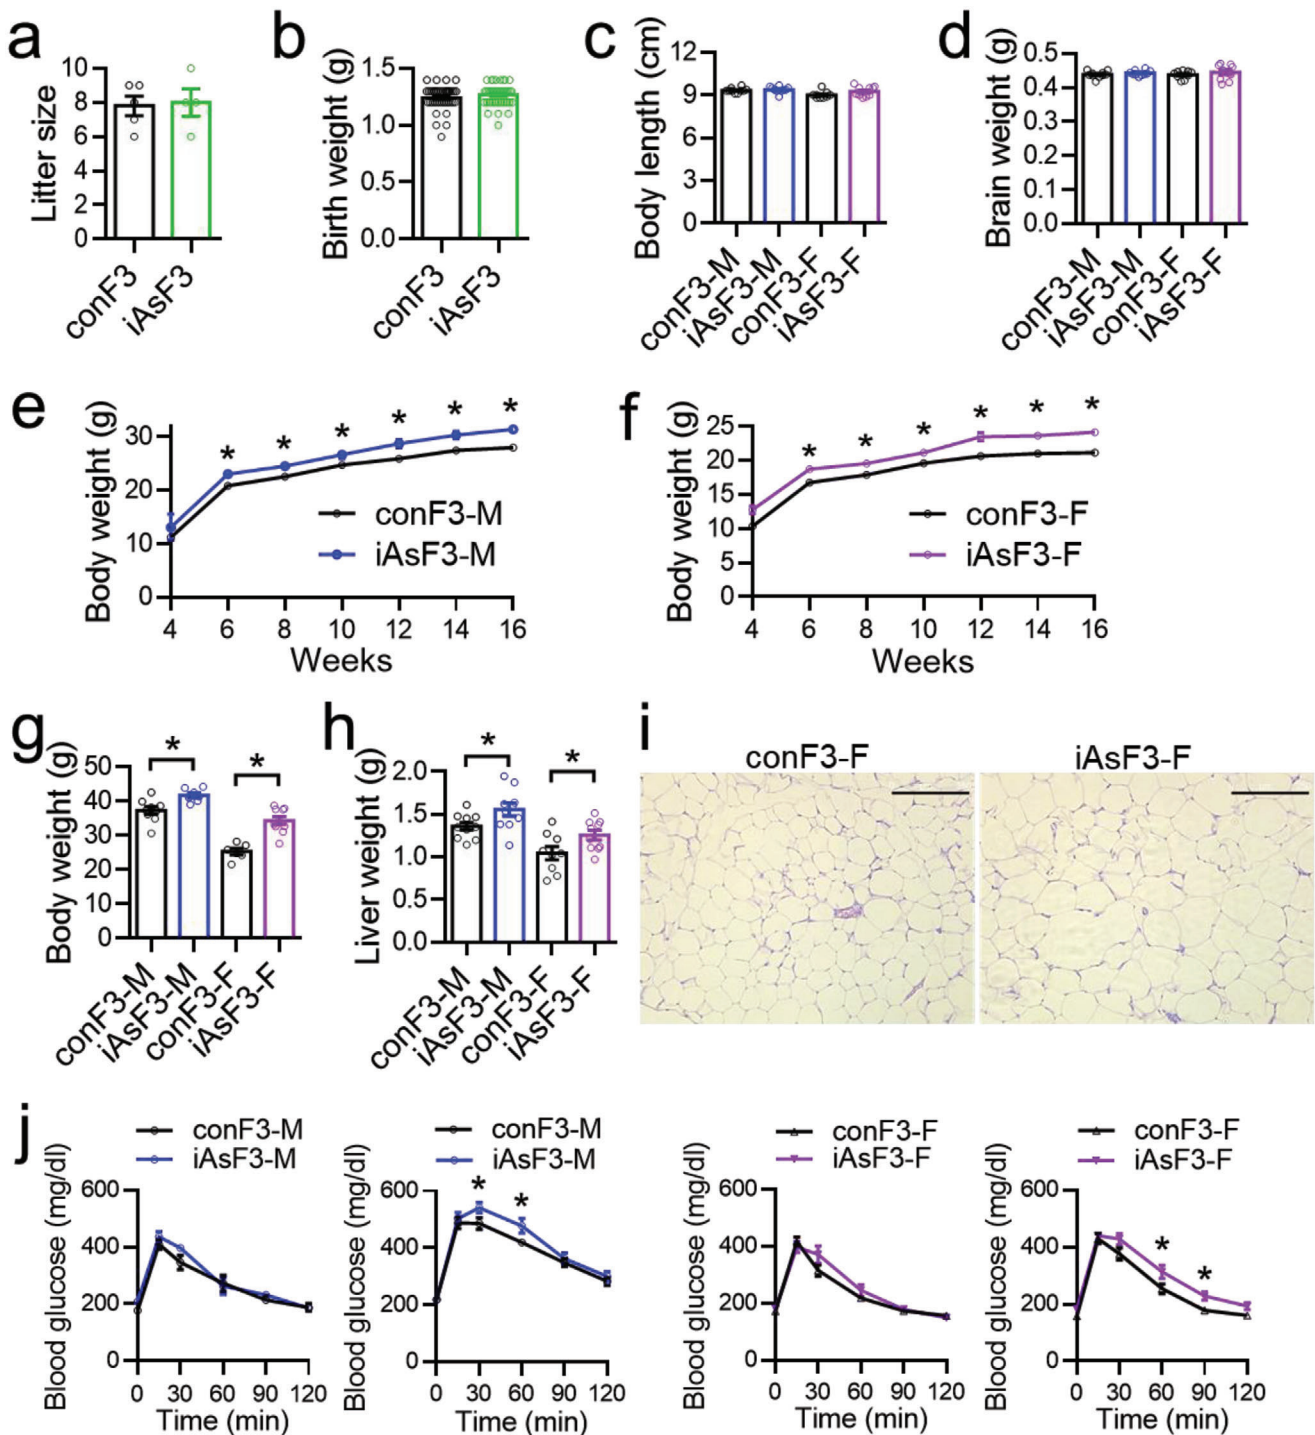 a
Litter size
10
8
6
4
2
0
conF3
iAsF3
b
Birth weight (g)
1.5
1.0
0.5
0.0
conF3
iAsF3
c
Body length (cm)
12
9
6
3
0
conF3-M
iAsF3-M
conF3-F
iAsF3-F
d
Brain weight (g)
0.5
0.4
0.3
0.2
0.1
0.0
conF3-M
iAsF3-M
conF3-F
iAsF3-F
e
Body weight (g)
30
20
10
0
* * * * * *
conF3-M
iAsF3-M
4 6 8 10 12 14 16
Weeks
f
Body weight (g)
25
20
15
10
5
0
* * * * * *
conF3-F
iAsF3-F
4 6 8 10 12 14 16
Weeks
g
Body weight (g)
50
40
30
20
10
0
* *
conF3-M
iAsF3-M
conF3-F
iAsF3-F
h
Liver weight (g)
2.0
1.5
1.0
0.5
0.0
* *
conF3-M
iAsF3-M
conF3-F
iAsF3-F
i
conF3-F
iAsF3-F
j
conF3-M
iAsF3-M
Blood glucose (mg/dl)
600
400
200
0
0 30 60 90 120
Time (min)
conF3-M
iAsF3-M
Blood glucose (mg/dl)
600
400
200
0
* *
0 30 60 90 120
Time (min)
conF3-F
iAsF3-F
Blood glucose (mg/dl)
600
400
200
0
0 30 60 90 120
Time (min)
conF3-F
iAsF3-F
Blood glucose (mg/dl)
600
400
200
0
* *
0 30 60 90 120
Time (min)